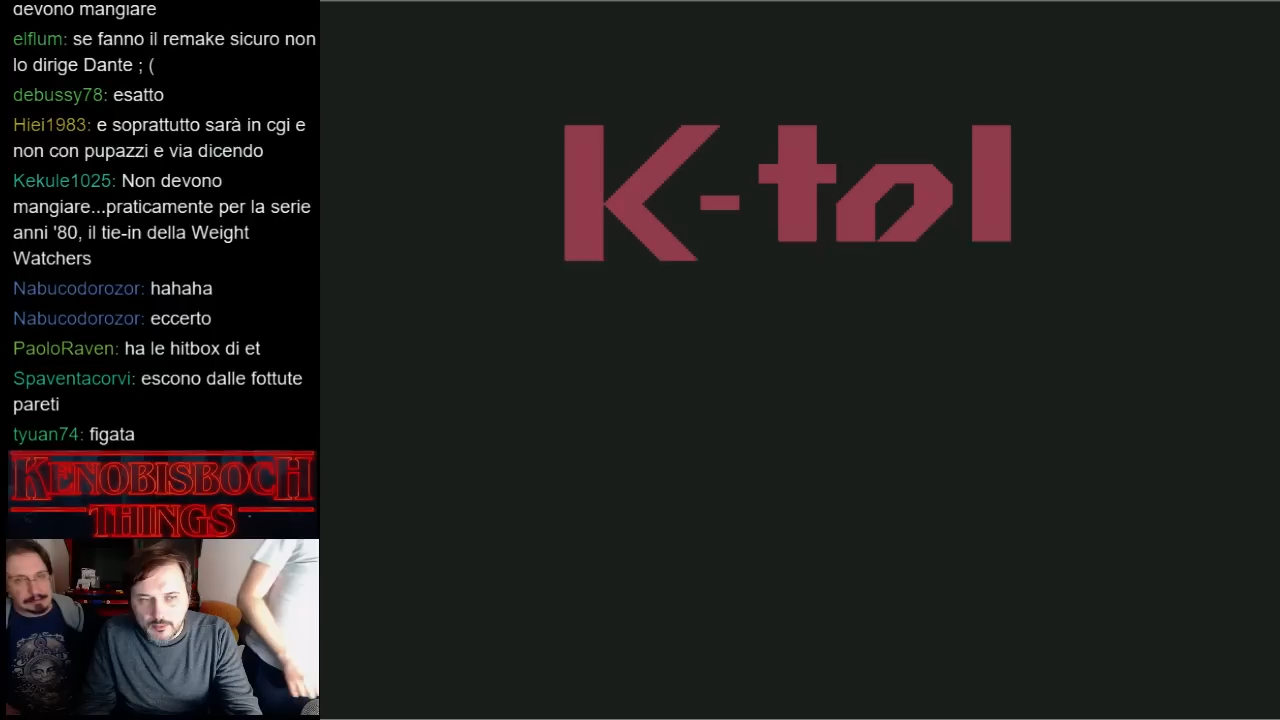 devono mangiare
elflum: se fanno il remake sicuro non
lo dirige Dante ; (
debussy78: esatto
Hiei1983: e soprattutto sarà in cgi e
non con pupazzi e via dicendo
Kekule1025: Non devono
mangiare...praticamente per la serie
anni '80, il tie-in della Weight
Watchers
Nabucodorozor: hahaha
Nabucodorozor: eccerto
PaoloRaven: ha le hitbox di et
Spaventacorvi: escono dalle fottute
pareti
tyuan74: figata
KENOBISBOCH
THINGS
K-tel